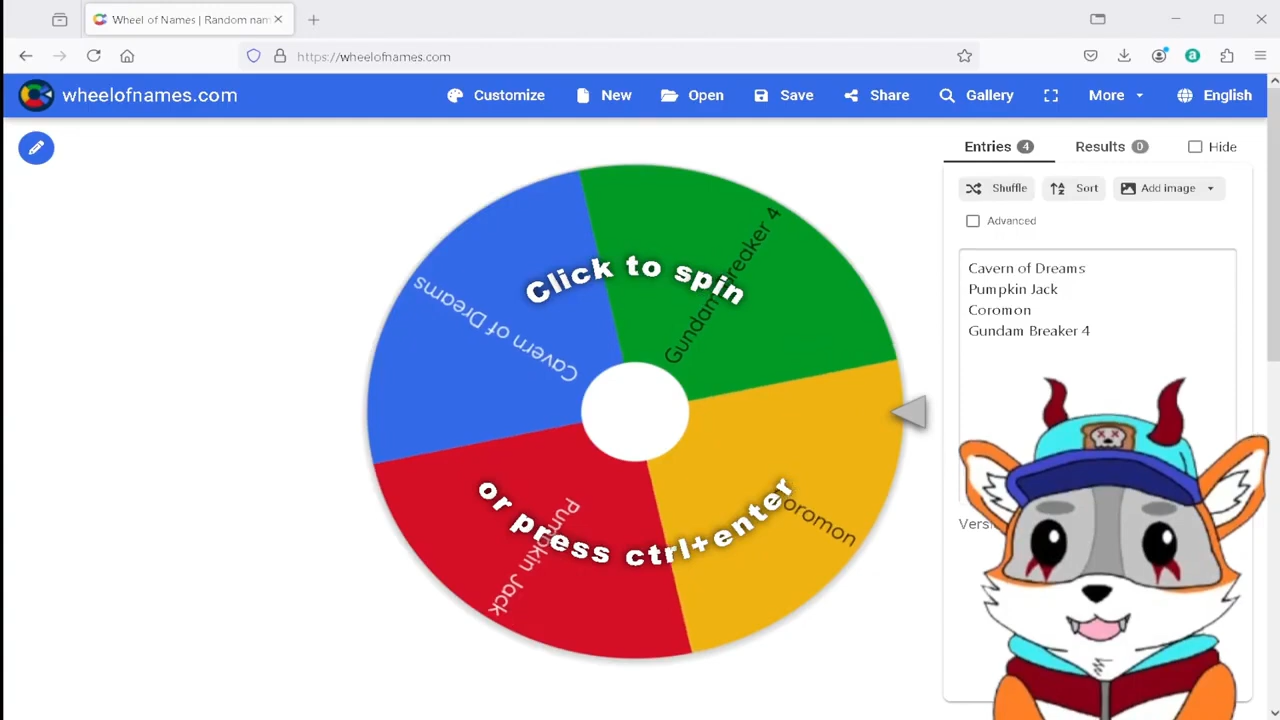 Wheel of Names | Random nam
https://wheelofnames.com
wheelofnames.com
Customize
New
Open
Save
Share
Gallery
More
English
Entries 4
Results 0
Hide
Shuffle
Sort
Add image
Advanced
Cavern of Dreams
Pumpkin Jack
Coromon
Gundam Breaker 4
Click to spin
or press ctrl+enter
Gundam Breaker 4
Cavern of Dreams
Pumpkin Jack
Coromon